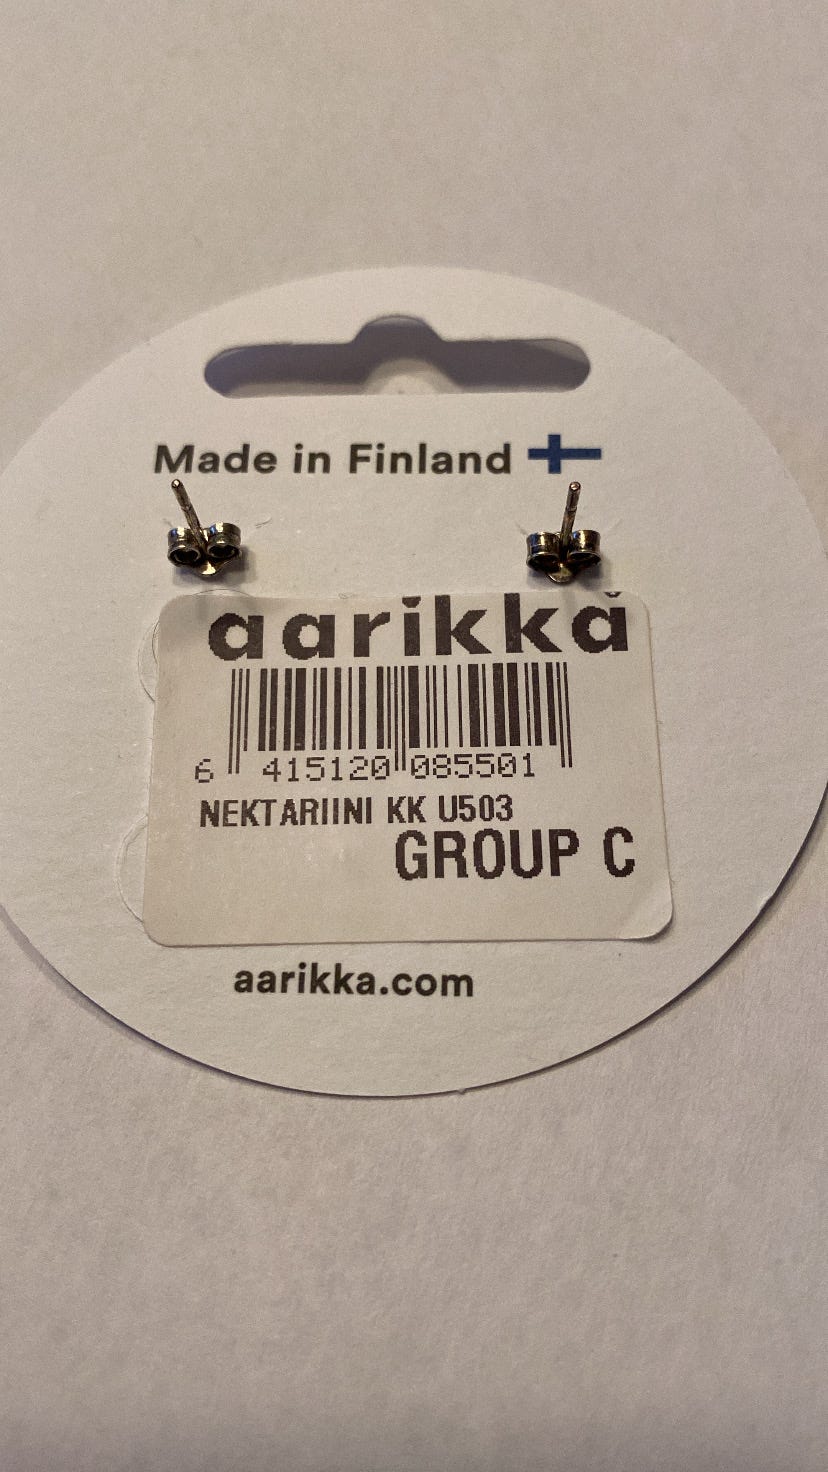 Made in Finland
aarikka
6 415120 085501
NEKTARIINI KK U503
GROUP C
aarikka.com